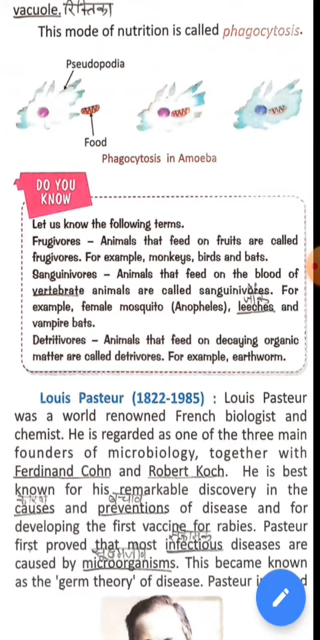 vacuole. रिक्तिका
This mode of nutrition is called phagocytosis.
Pseudopodia
Food
Phagocytosis in Amoeba
DO YOU
KNOW
Let us know the following terms.
Frugivores – Animals that feed on fruits are called
frugivores. For example, monkeys, birds and bats.
Sanguinivores – Animals that feed on the blood of
vertebrate animals are called sanguinivores. For
example, female mosquito (Anopheles), leeches and
vampire bats.
Detritivores – Animals that feed on decaying organic
matter are called detrivores. For example, earthworm.
Louis Pasteur (1822-1985) : Louis Pasteur
was a world renowned French biologist and
chemist. He is regarded as one of the three main
founders of microbiology, together with
Ferdinand Cohn and Robert Koch. He is best
known for his remarkable discovery in the
causes and preventions of disease and for
developing the first vaccine for rabies. Pasteur
first proved that most infectious diseases are
caused by microorganisms. This became known
as the 'germ theory' of disease. Pasteur